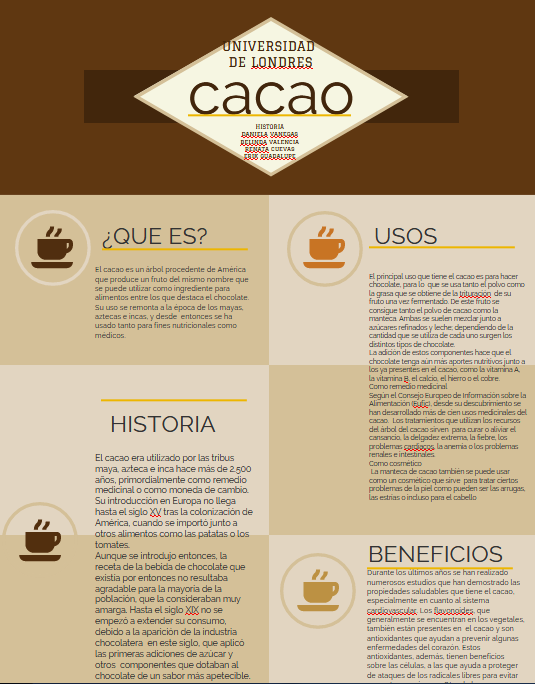 UNIVERSIDAD
DE LONDRES
cacao
HISTORIA
DANIELA VANEGAS
BELINDA VALENCIA
RENATA CUEVAS
ERIK GUADALUPE
¿QUE ES?
El cacao es un árbol procedente de América
que produce un fruto del mismo nombre que
se puede utilizar como ingrediente para
alimentos entre los que destaca el chocolate.
Su uso se remonta a la época de los mayas,
aztecas e incas, y desde entonces se ha
usado tanto para fines nutricionales como
médicos.
USOS
El principal uso que tiene el cacao es para hacer
chocolate, para lo que se usa tanto el polvo como
la grasa que se obtiene de la trituracion de su
fruto una vez fermentado. De este fruto se
consigue tanto el polvo de cacao como la
manteca. Ambas se suelen mezclar junto a
azúcares refinados y leche; dependiendo de la
cantidad que se utiliza de cada uno surgen los
distintos tipos de chocolate.
La adición de estos componentes hace que el
chocolate tenga aún más aportes nutritivos junto a
los ya presentes en el cacao, como la vitamina A,
la vitamina B, el calcio, el hierro o el cobre.
Como remedio medicinal
Según el Consejo Europeo de Información sobre la
Alimentación (Eufic), desde su descubrimiento se
han desarrollado más de cien usos medicinales del
cacao. Los tratamientos que utilizan los recursos
del árbol del cacao sirven para curar o aliviar el
cansancio, la delgadez extrema, la fiebre, los
problemas cardiacos, la anemia o los problemas
renales e intestinales.
Como cosmético
La manteca de cacao también se puede usar
como un cosmético que sirve para tratar ciertos
problemas de la piel como pueden ser las arrugas,
las estrías o incluso para el cabello
HISTORIA
El cacao era utilizado por las tribus
maya, azteca e inca hace más de 2,500
años, primordialmente como remedio
medicinal o como moneda de cambio.
Su introducción en Europa no llega
hasta el siglo XV tras la colonización de
América, cuando se importó junto a
otros alimentos como las patatas o los
tomates.
Aunque se introdujo entonces, la
receta de la bebida de chocolate que
existía por entonces no resultaba
agradable para la mayoría de la
población, que la consideraban muy
amarga. Hasta el siglo XIX no se
empezó a extender su consumo,
debido a la aparición de la industria
chocolatera en este siglo, que aplicó
las primeras adiciones de azúcar y
otros componentes que dotaban al
chocolate de un sabor más apetecible.
BENEFICIOS
Durante los últimos años se han realizado
numerosos estudios que han demostrado las
propiedades saludables que tiene el cacao,
especialmente en cuanto al sistema
cardiovascular. Los flavonoides, que
generalmente se encuentran en los vegetales,
también están presentes en el cacao y son
antioxidantes que ayudan a prevenir algunas
enfermedades del corazón. Estos
antioxidantes, además, tienen beneficios
sobre las células, a las que ayuda a proteger
de ataques de los radicales libres para evitar